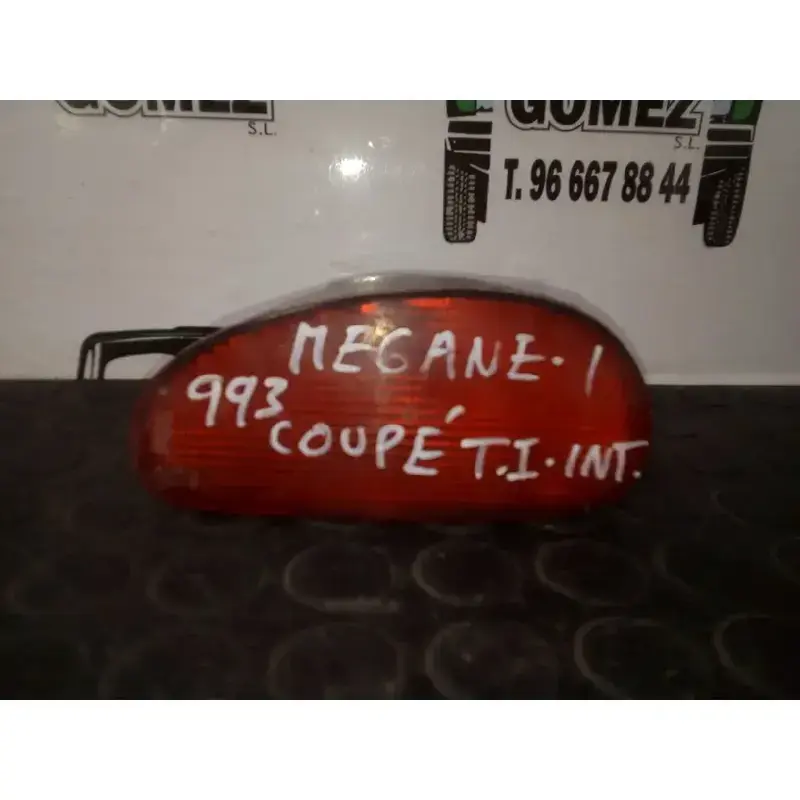 GOMEZ
S.L.
GOMEZ
S.L.
T. 96 667 88 44
MEGANE-1
993
COUPÉ T.I. INT.